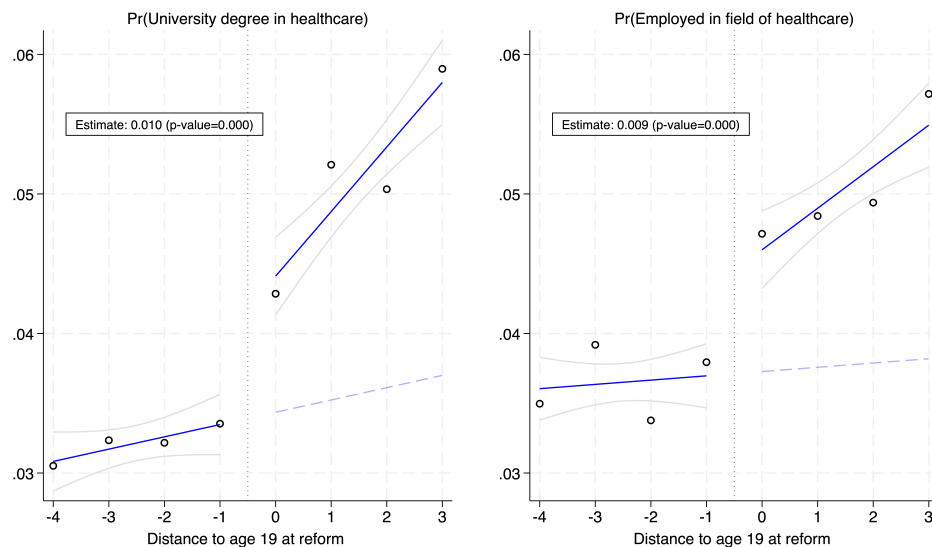 Pr(University degree in healthcare)
.06
.05
.04
.03
Estimate: 0.010 (p-value=0.000)
-4 -3 -2 -1 0 1 2 3
Distance to age 19 at reform
Pr(Employed in field of healthcare)
.06
.05
.04
.03
Estimate: 0.009 (p-value=0.000)
-4 -3 -2 -1 0 1 2 3
Distance to age 19 at reform